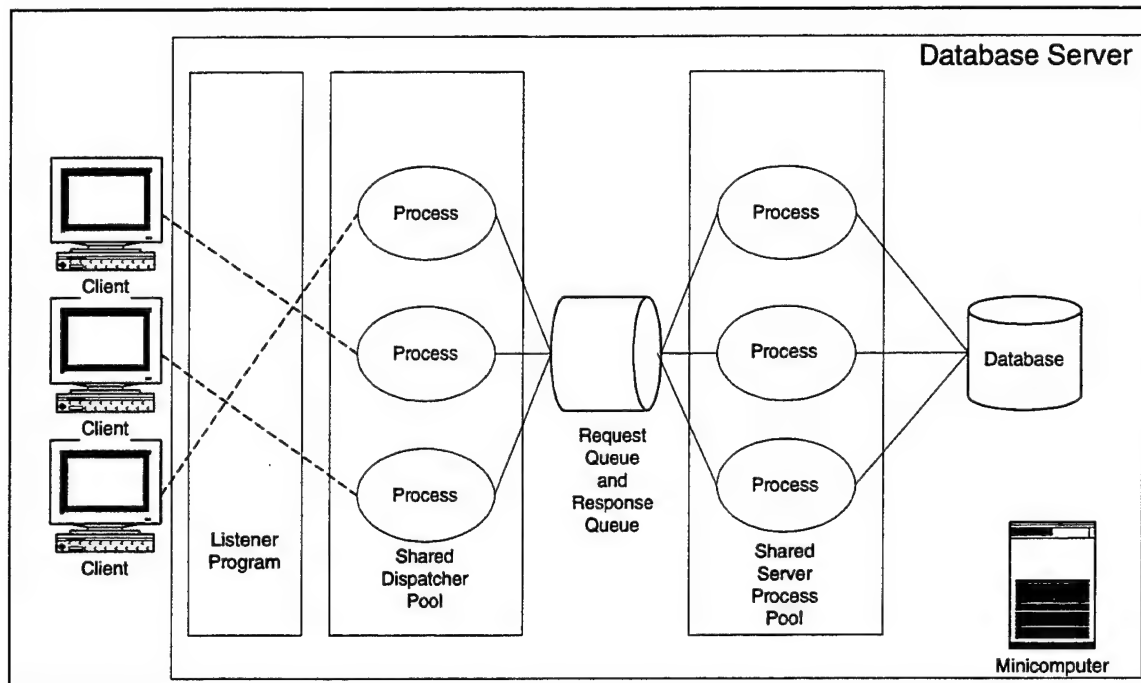 Database Server
Client
Client
Client
Listener
Program
Process
Process
Process
Shared
Dispatcher
Pool
Request
Queue
and
Response
Queue
Process
Process
Process
Shared
Server
Process
Pool
Database
Minicomputer